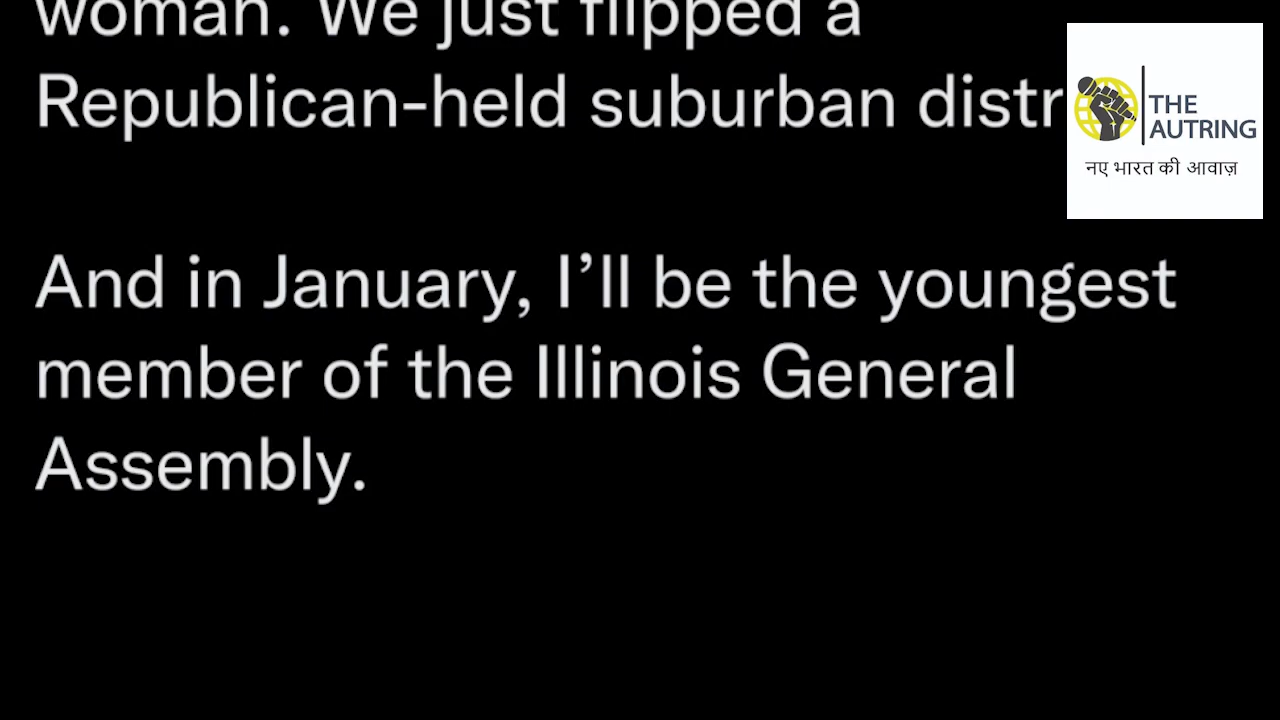 woman. We just flipped a
Republican-held suburban distr
THE
AUTRING
नए भारत की आवाज़
And in January, I’ll be the youngest
member of the Illinois General
Assembly.